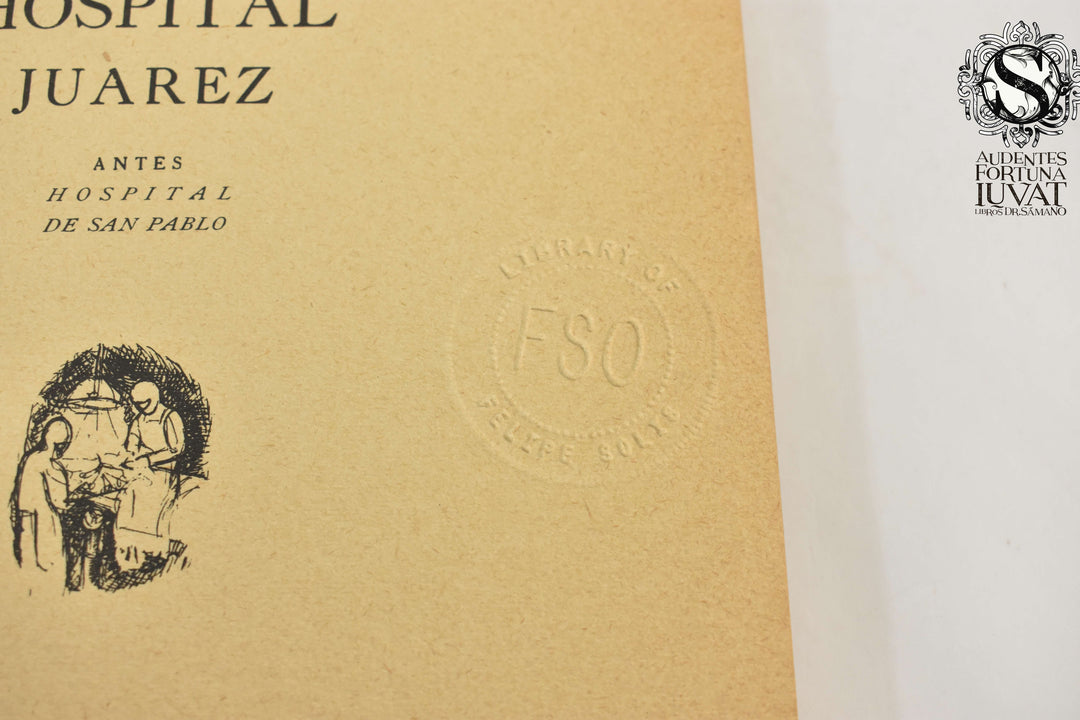 HOSPITAL
JUAREZ
ANTES
HOSPITAL
DE SAN PABLO
LIBRARY OF
FSO
FELIPE SOLIS
S
AUDENTES
FORTUNA
IUVAT
LIBROS DR. SÁMANO